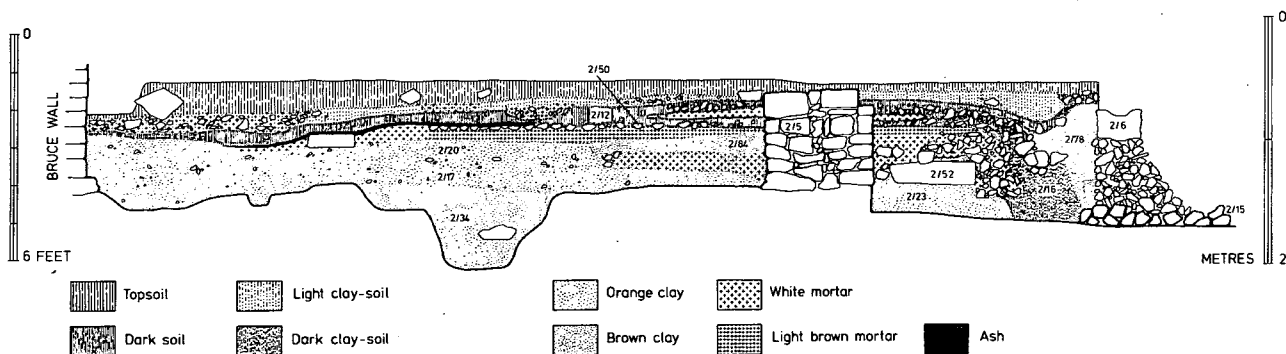 0
0
2/50
BRUCE WALL
2/12
2/5
2/6
2/78
2/20
2/84
2/17
2/52
2/16
2/23
2/34
2/15
6 FEET
METRES 2
Topsoil
Light clay-soil
Orange clay
White mortar
Dark soil
Dark clay-soil
Brown clay
Light brown mortar
Ash